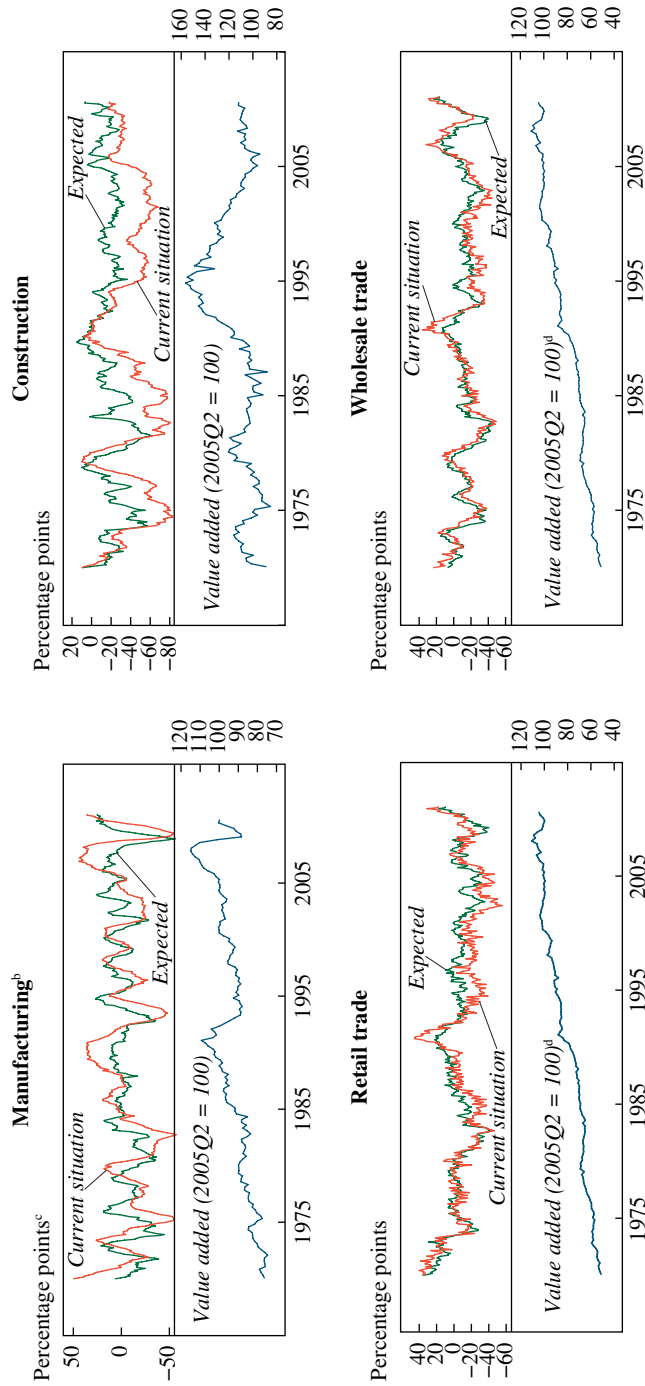 Manufacturingᵇ
Percentage pointsᶜ
50
0
−50
Current situation
Expected
120
110
100
90
80
70
Value added (2005Q2 = 100)
1975
1985
1995
2005
Construction
Percentage points
20
0
−20
−40
−60
−80
Expected
Current situation
160
140
120
100
80
Value added (2005Q2 = 100)
1975
1985
1995
2005
Retail trade
Percentage points
40
20
0
−20
−40
−60
Expected
Current situation
120
100
80
60
40
Value added (2005Q2 = 100)ᵈ
1975
1985
1995
2005
Wholesale trade
Percentage points
40
20
0
−20
−40
−60
Current situation
Expected
120
100
80
60
40
Value added (2005Q2 = 100)ᵈ
1975
1985
1995
2005